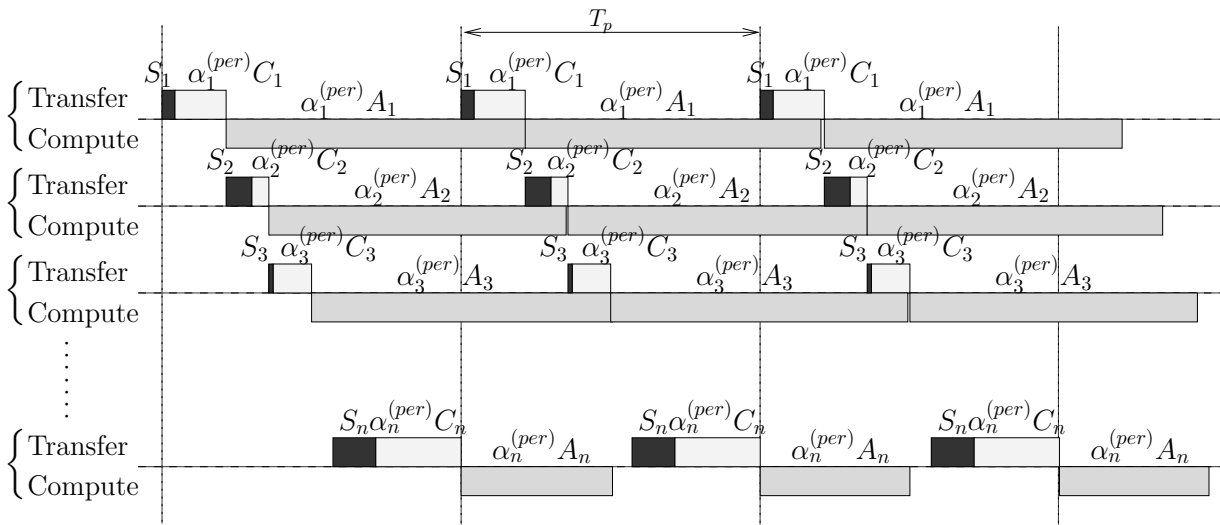 T_p
S_1 α_1^{(per)}C_1 S_1 α_1^{(per)}C_1 S_1 α_1^{(per)}C_1
Transfer α_1^{(per)}A_1 α_1^{(per)}A_1 α_1^{(per)}A_1
Compute
S_2 α_2^{(per)}C_2 S_2 α_2^{(per)}C_2 S_2 α_2^{(per)}C_2
Transfer α_2^{(per)}A_2 α_2^{(per)}A_2 α_2^{(per)}A_2
Compute
S_3 α_3^{(per)}C_3 S_3 α_3^{(per)}C_3 S_3 α_3^{(per)}C_3
Transfer α_3^{(per)}A_3 α_3^{(per)}A_3 α_3^{(per)}A_3
Compute
S_n α_n^{(per)}C_n S_n α_n^{(per)}C_n S_n α_n^{(per)}C_n
Transfer α_n^{(per)}A_n α_n^{(per)}A_n α_n^{(per)}A_n
Compute